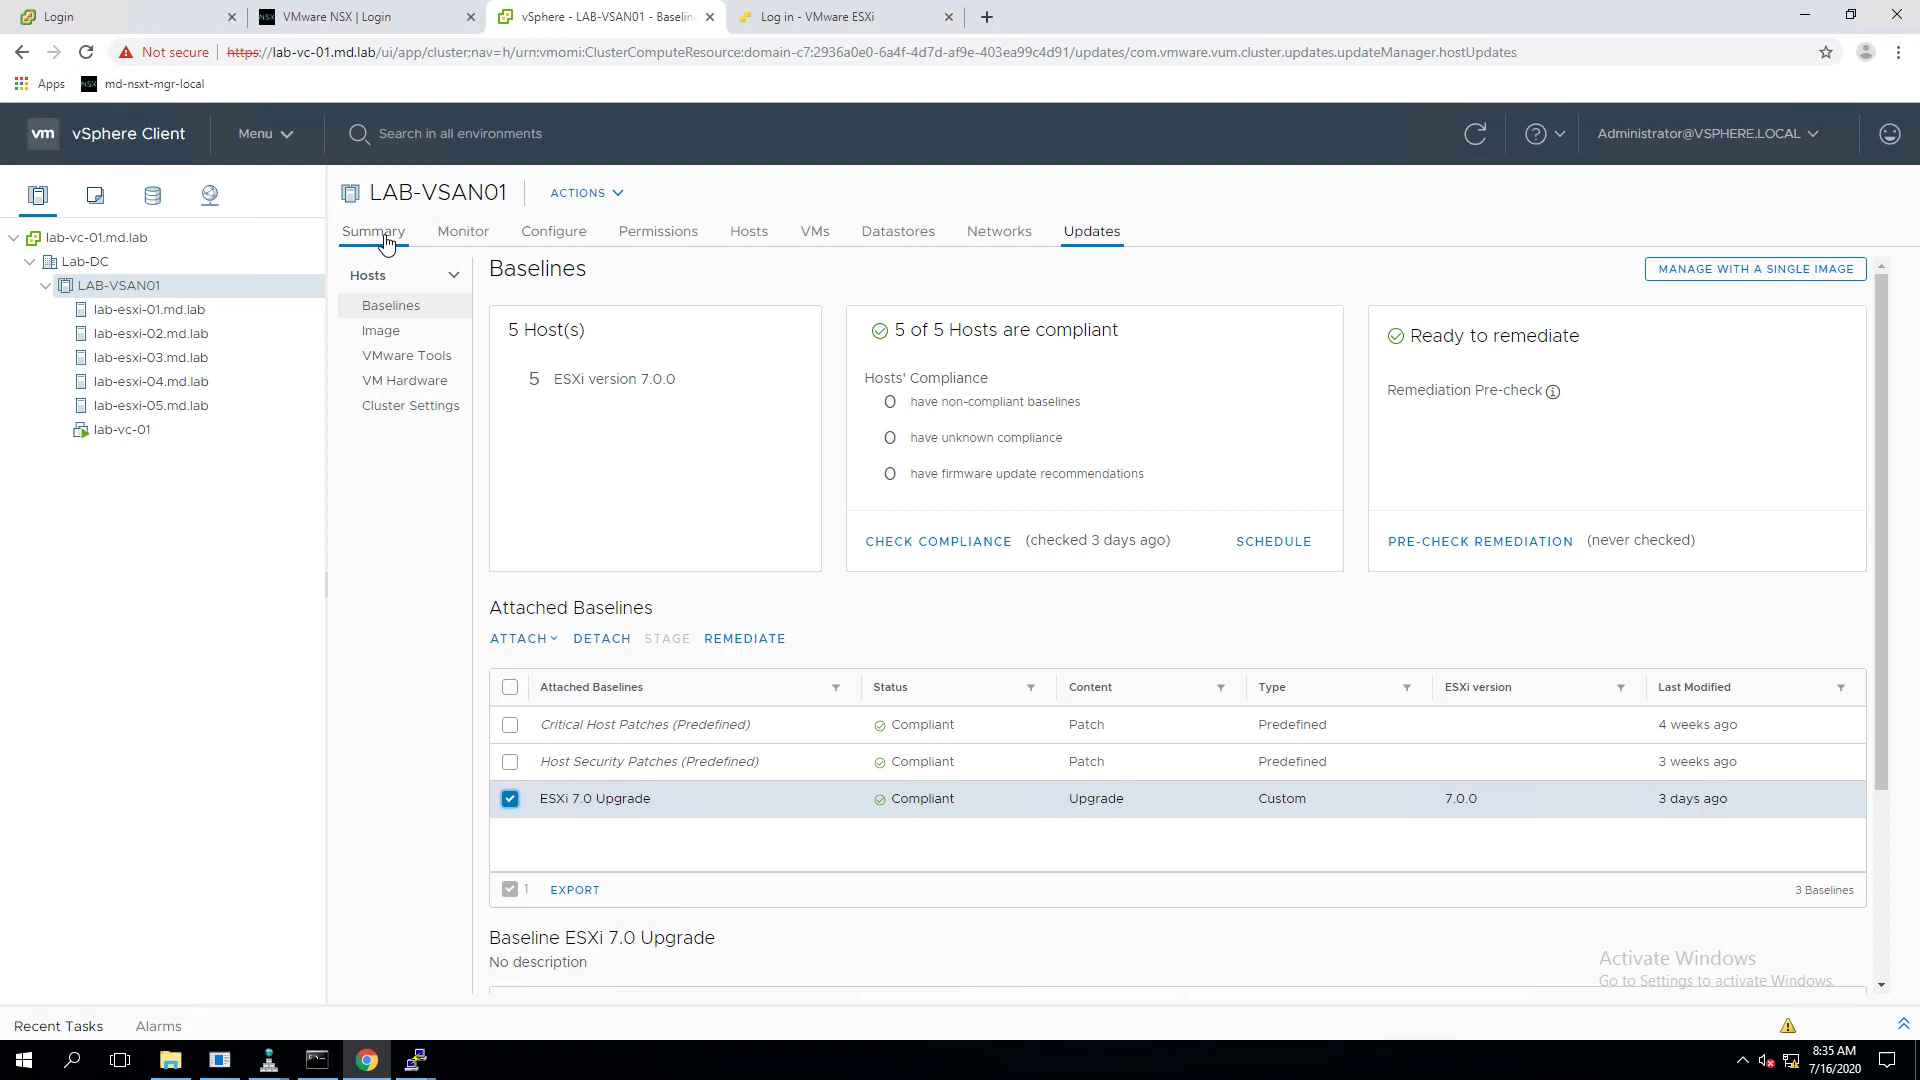 Login
VMware NSX | Login
vSphere - LAB-VSAN01 - Baselin
Log in - VMware ESXi
Not secure
https://lab-vc-01.md.lab/ui/app/cluster;nav=h/urn:vmomi:ClusterComputeResource:domain-c7:2936a0e0-6a4f-4d7d-af9e-403ea99c4d91/updates/com.vmware.vum.cluster.updates.updateManager.hostUpdates
Apps
NSX md-nsxt-mgr-local
vm vSphere Client
Menu
Search in all environments
Administrator@VSPHERE.LOCAL
lab-vc-01.md.lab
Lab-DC
LAB-VSAN01
lab-esxi-01.md.lab
lab-esxi-02.md.lab
lab-esxi-03.md.lab
lab-esxi-04.md.lab
lab-esxi-05.md.lab
lab-vc-01
LAB-VSAN01
ACTIONS
Summary Monitor Configure Permissions Hosts VMs Datastores Networks Updates
Hosts
Baselines
Image
VMware Tools
VM Hardware
Cluster Settings
Baselines
MANAGE WITH A SINGLE IMAGE
5 Host(s)
5 ESXi version 7.0.0
5 of 5 Hosts are compliant
Hosts' Compliance
0 have non-compliant baselines
0 have unknown compliance
0 have firmware update recommendations
CHECK COMPLIANCE (checked 3 days ago) SCHEDULE
Ready to remediate
Remediation Pre-check
PRE-CHECK REMEDIATION (never checked)
Attached Baselines
ATTACH DETACH STAGE REMEDIATE
Attached Baselines Status Content Type ESXi version Last Modified
Critical Host Patches (Predefined) Compliant Patch Predefined 4 weeks ago
Host Security Patches (Predefined) Compliant Patch Predefined 3 weeks ago
ESXi 7.0 Upgrade Compliant Upgrade Custom 7.0.0 3 days ago
1 EXPORT 3 Baselines
Baseline ESXi 7.0 Upgrade
No description
Activate Windows
Go to Settings to activate Windows.
Recent Tasks Alarms
8:35 AM
7/16/2020